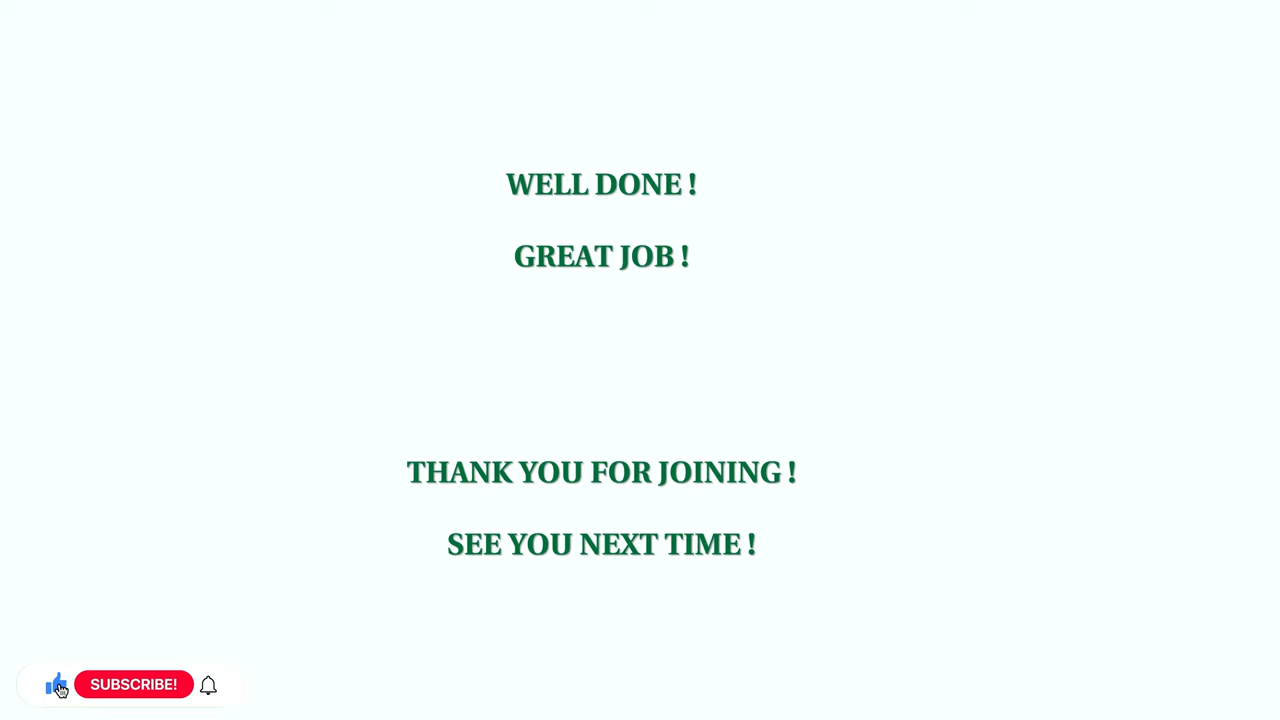 WELL DONE !
GREAT JOB !
THANK YOU FOR JOINING !
SEE YOU NEXT TIME !
SUBSCRIBE!